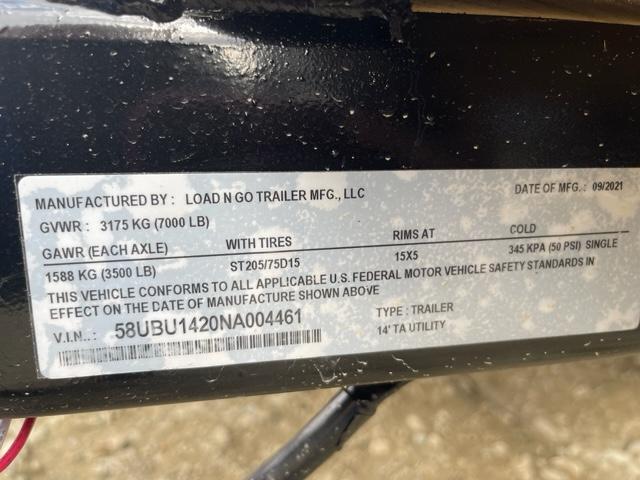 MANUFACTURED BY : LOAD N GO TRAILER MFG., LLC DATE OF MFG. : 09/2021
GVWR : 3175 KG (7000 LB)
GAWR (EACH AXLE) WITH TIRES RIMS AT COLD
1588 KG (3500 LB) ST205/75D15 15X5 345 KPA (50 PSI) SINGLE
THIS VEHICLE CONFORMS TO ALL APPLICABLE U.S. FEDERAL MOTOR VEHICLE SAFETY STANDARDS IN
EFFECT ON THE DATE OF MANUFACTURE SHOWN ABOVE
V.I.N.. : 58UBU1420NA004461 TYPE : TRAILER
14' TA UTILITY